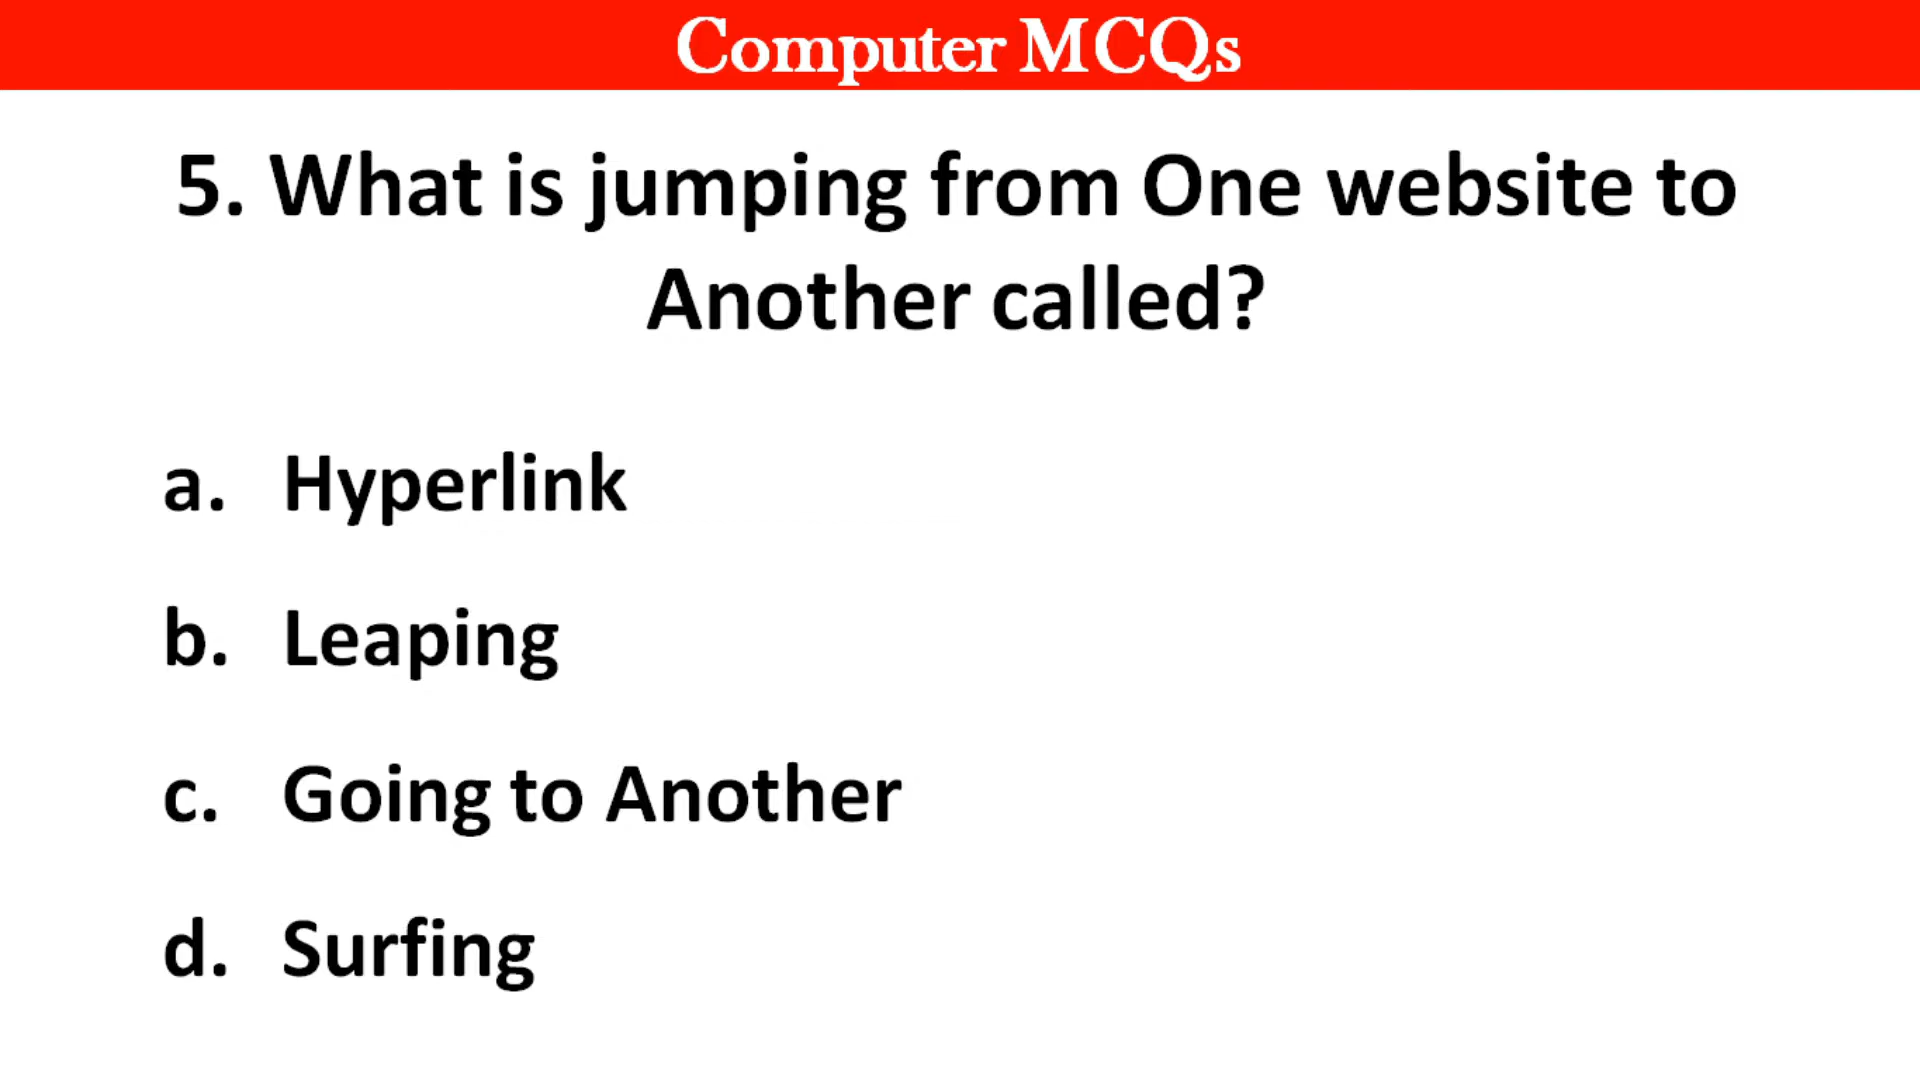 Computer MCQs
5. What is jumping from One website to
Another called?
a. Hyperlink
b. Leaping
c. Going to Another
d. Surfing